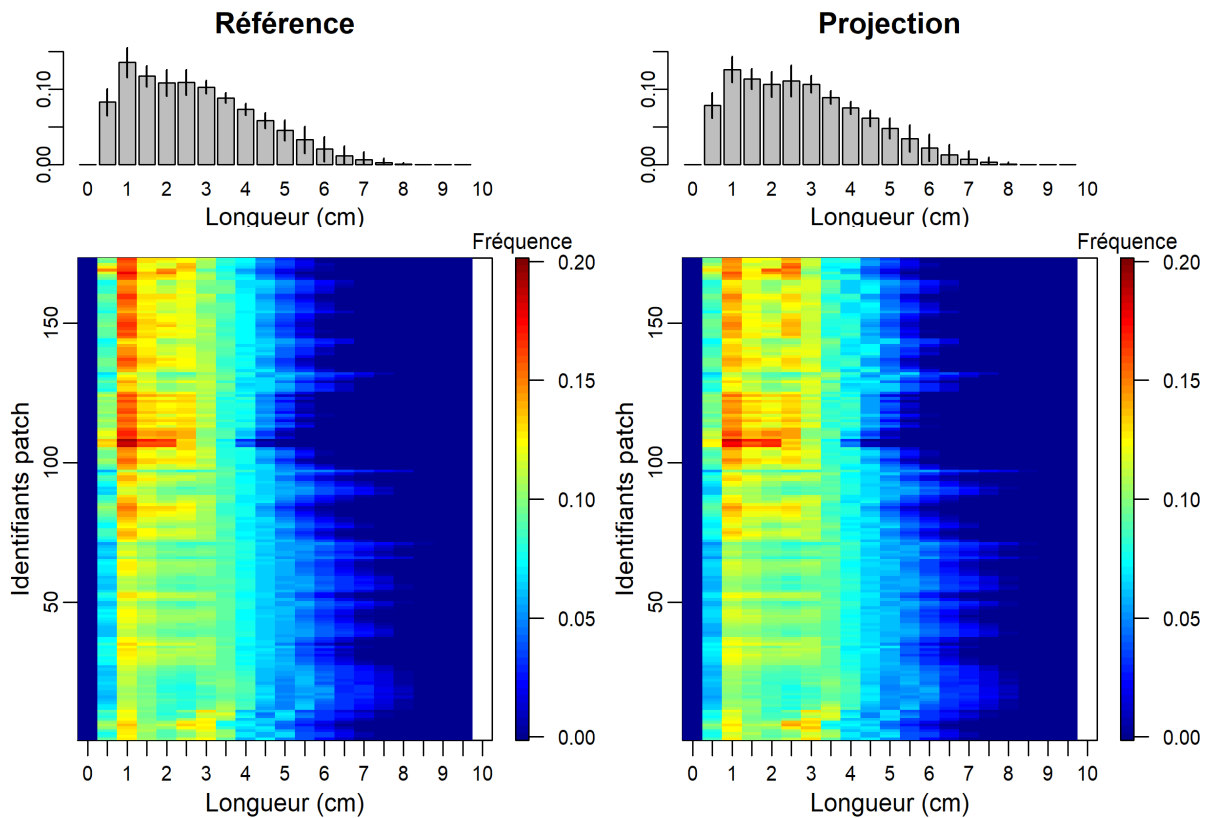 Référence
Projection
0.10
0.00
0 1 2 3 4 5 6 7 8 9 10
Longueur (cm)
0.10
0.00
0 1 2 3 4 5 6 7 8 9 10
Longueur (cm)
Fréquence
Identifiants patch
150
100
50
0.20
0.15
0.10
0.05
0.00
0 1 2 3 4 5 6 7 8 9 10
Longueur (cm)
Fréquence
Identifiants patch
150
100
50
0.20
0.15
0.10
0.05
0.00
0 1 2 3 4 5 6 7 8 9 10
Longueur (cm)